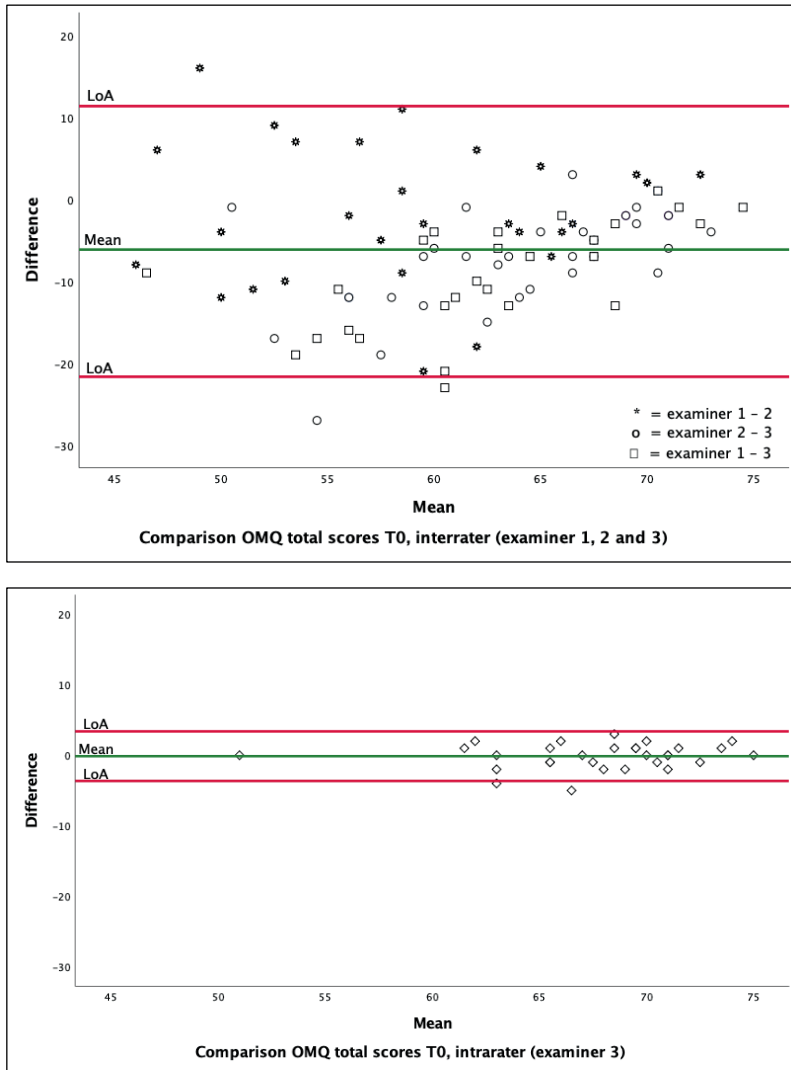 20
LoA
10
0
Mean
-10
LoA
-20
-30
Difference
* = examiner 1 – 2
o = examiner 2 – 3
□ = examiner 1 – 3
45 50 55 60 65 70 75
Mean
Comparison OMQ total scores T0, interrater (examiner 1, 2 and 3)
20
10
LoA
Mean
0
LoA
-10
-20
-30
Difference
45 50 55 60 65 70 75
Mean
Comparison OMQ total scores T0, intrarater (examiner 3)